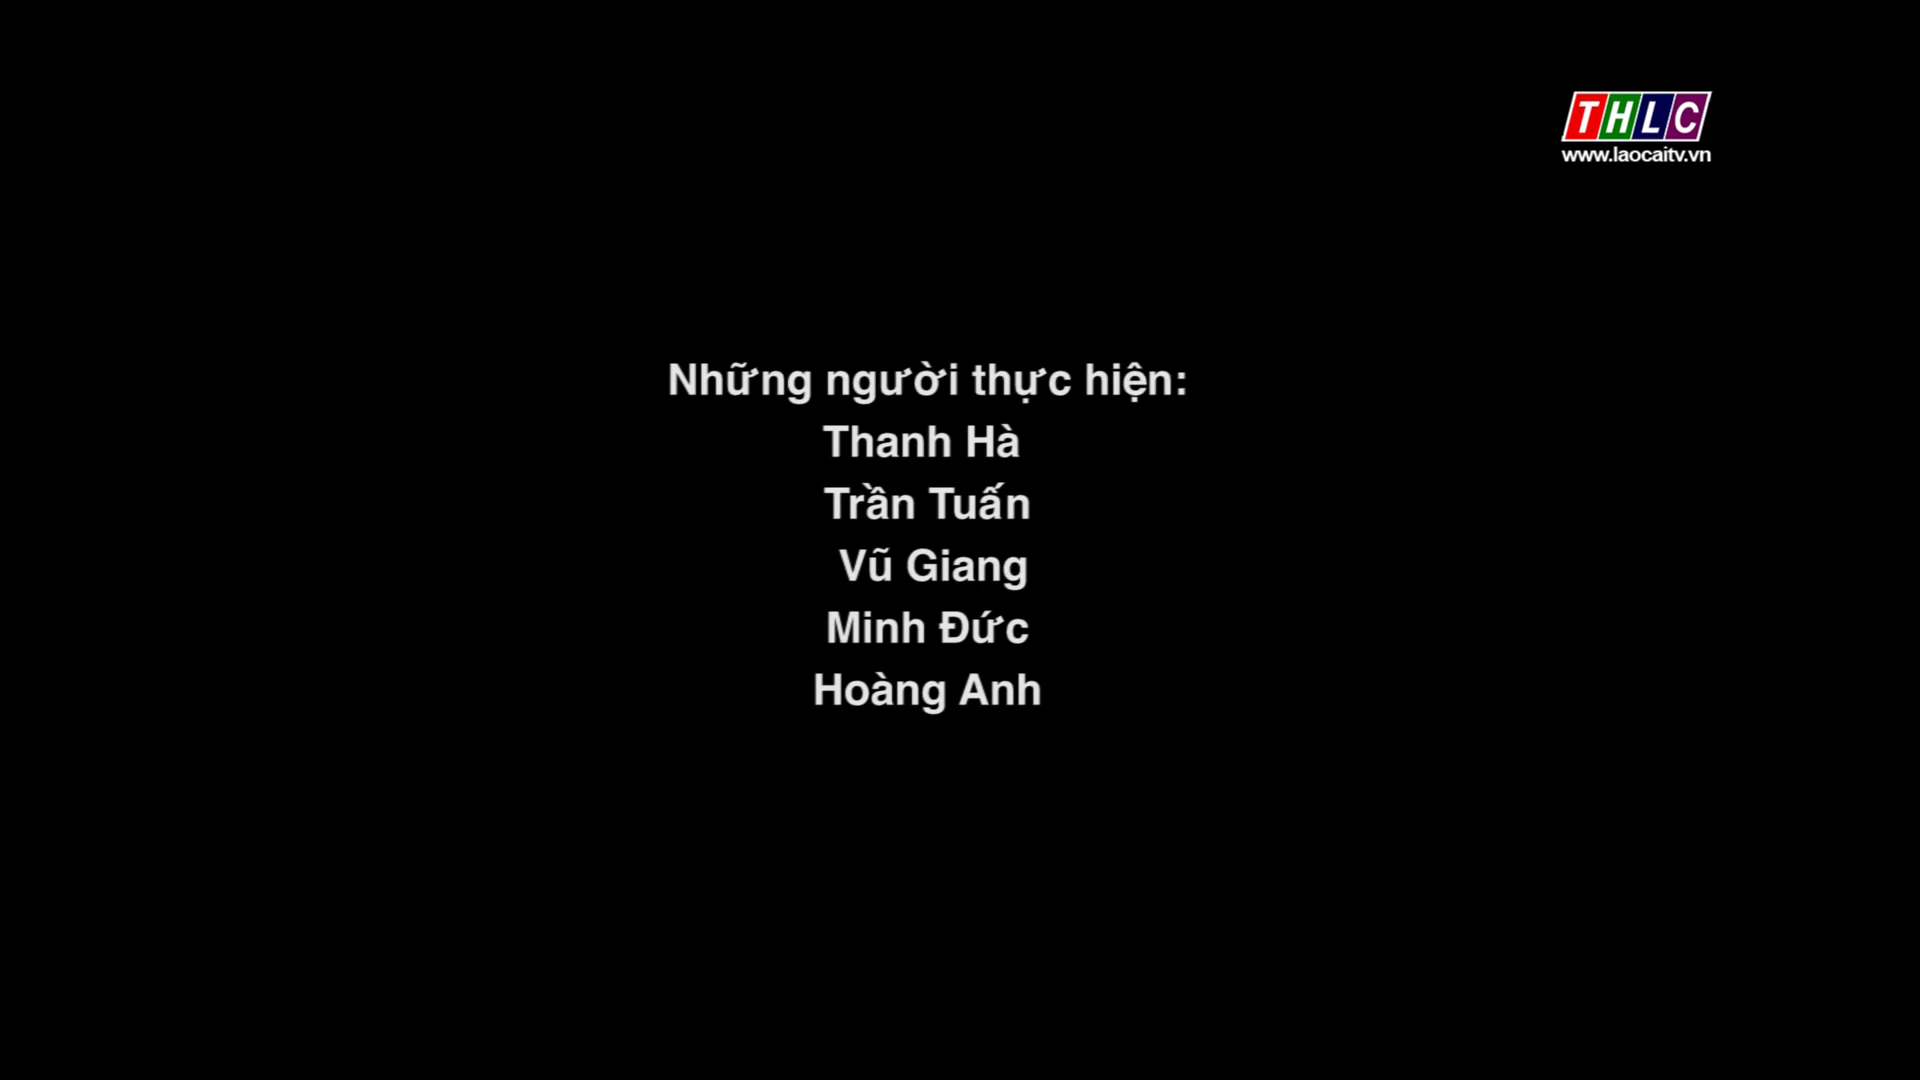 THLC
www.laocaitv.vn
Những người thực hiện:
Thanh Hà
Trần Tuấn
Vũ Giang
Minh Đức
Hoàng Anh